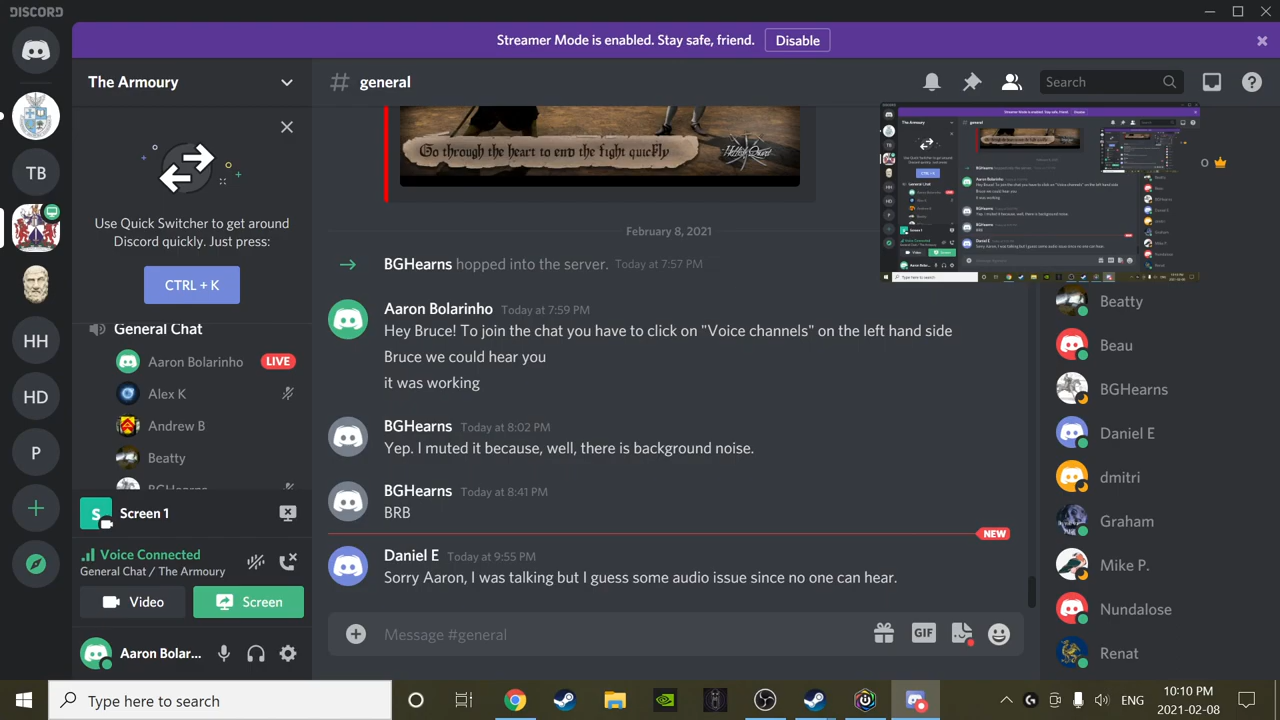 DISCORD
Streamer Mode is enabled. Stay safe, friend.
Disable
The Armoury
general
Search
Use Quick Switcher to get around
Discord quickly. Just press:
CTRL + K
TB
HH
HD
P
General Chat
Aaron Bolarinho
LIVE
Alex K
Andrew B
Beatty
BGHearns
S
Screen 1
Voice Connected
General Chat / The Armoury
Video
Screen
Aaron Bolar...
Go through the heart to end the fight quickly
February 8, 2021
BGHearns hopped into the server. Today at 7:57 PM
Aaron Bolarinho Today at 7:59 PM
Hey Bruce! To join the chat you have to click on "Voice channels" on the left hand side
Bruce we could hear you
it was working
BGHearns Today at 8:02 PM
Yep. I muted it because, well, there is background noise.
BGHearns Today at 8:41 PM
BRB
NEW
Daniel E Today at 9:55 PM
Sorry Aaron, I was talking but I guess some audio issue since no one can hear.
Message #general
GIF
Beatty
Beau
BGHearns
Daniel E
dmitri
Graham
Mike P.
Nundalose
Renat
Type here to search
ENG
10:10 PM
2021-02-08